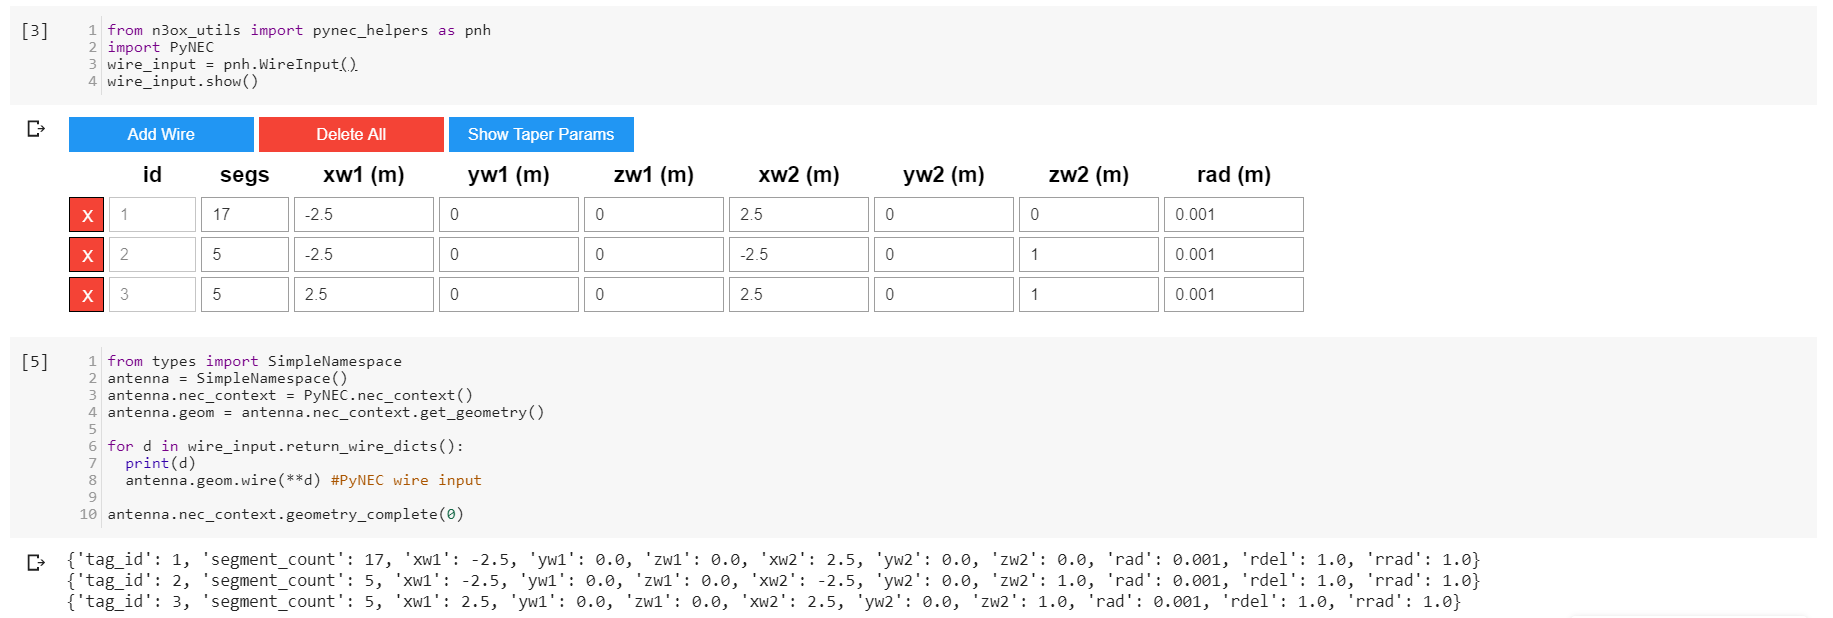 [3]
1 from n3ox_utils import pynec_helpers as pnh
2 import PyNEC
3 wire_input = pnh.WireInput()
4 wire_input.show()
Add Wire Delete All Show Taper Params
id segs xw1 (m) yw1 (m) zw1 (m) xw2 (m) yw2 (m) zw2 (m) rad (m)
X 1 17 -2.5 0 0 2.5 0 0 0.001
X 2 5 -2.5 0 0 -2.5 0 1 0.001
X 3 5 2.5 0 0 2.5 0 1 0.001
[5]
1 from types import SimpleNamespace
2 antenna = SimpleNamespace()
3 antenna.nec_context = PyNEC.nec_context()
4 antenna.geom = antenna.nec_context.get_geometry()
5
6 for d in wire_input.return_wire_dicts():
7   print(d)
8   antenna.geom.wire(**d) #PyNEC wire input
9
10 antenna.nec_context.geometry_complete(0)
{'tag_id': 1, 'segment_count': 17, 'xw1': -2.5, 'yw1': 0.0, 'zw1': 0.0, 'xw2': 2.5, 'yw2': 0.0, 'zw2': 0.0, 'rad': 0.001, 'rdel': 1.0, 'rrad': 1.0}
{'tag_id': 2, 'segment_count': 5, 'xw1': -2.5, 'yw1': 0.0, 'zw1': 0.0, 'xw2': -2.5, 'yw2': 0.0, 'zw2': 1.0, 'rad': 0.001, 'rdel': 1.0, 'rrad': 1.0}
{'tag_id': 3, 'segment_count': 5, 'xw1': 2.5, 'yw1': 0.0, 'zw1': 0.0, 'xw2': 2.5, 'yw2': 0.0, 'zw2': 1.0, 'rad': 0.001, 'rdel': 1.0, 'rrad': 1.0}